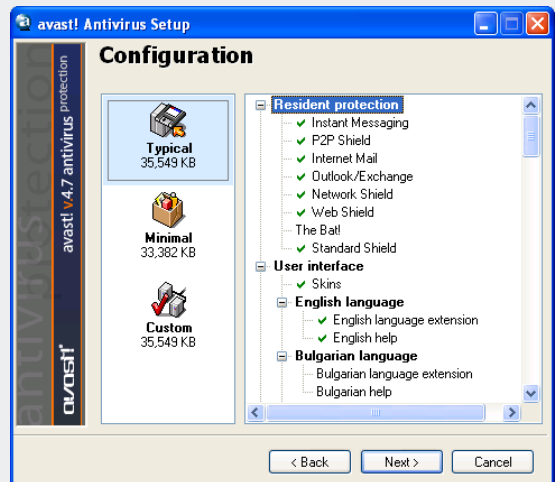 avast! Antivirus Setup
Configuration
antivirus protection
avast! v.4.7 antivirus protection
avast!
Typical
35,549 KB
Minimal
33,382 KB
Custom
35,549 KB
Resident protection
Instant Messaging
P2P Shield
Internet Mail
Outlook/Exchange
Network Shield
Web Shield
The Bat!
Standard Shield
User interface
Skins
English language
English language extension
English help
Bulgarian language
Bulgarian language extension
Bulgarian help
< Back
Next >
Cancel